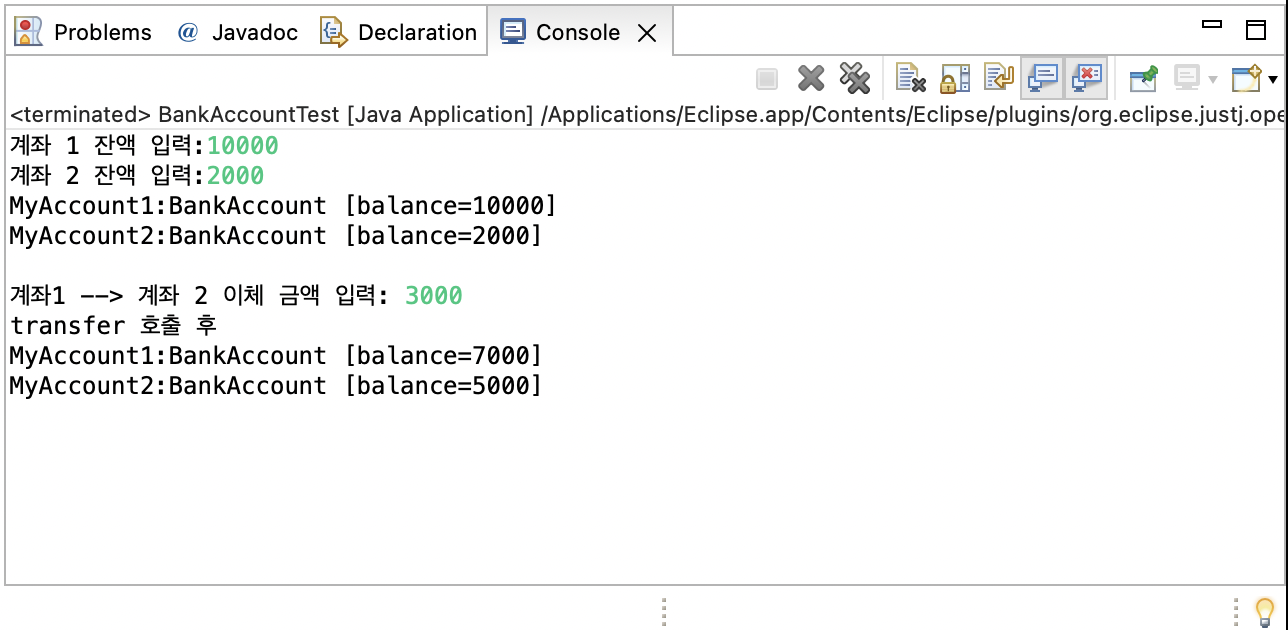 Problems @ Javadoc Declaration Console
<terminated> BankAccountTest [Java Application] /Applications/Eclipse.app/Contents/Eclipse/plugins/org.eclipse.justj.ope
계좌 1 잔액 입력:10000
계좌 2 잔액 입력:2000
MyAccount1:BankAccount [balance=10000]
MyAccount2:BankAccount [balance=2000]
계좌1 --> 계좌 2 이체 금액 입력: 3000
transfer 호출 후
MyAccount1:BankAccount [balance=7000]
MyAccount2:BankAccount [balance=5000]